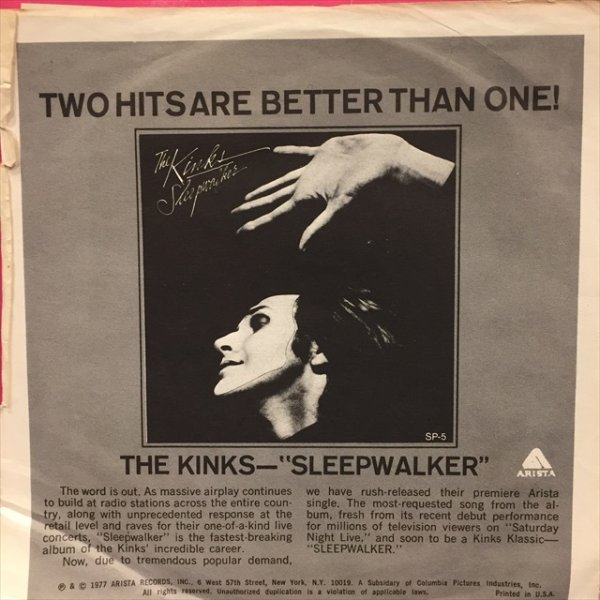 TWO HITS ARE BETTER THAN ONE!
The Kinks
Sleepwalker
SP-5
THE KINKS—"SLEEPWALKER"
ARISTA
The word is out. As massive airplay continues
to build at radio stations across the entire coun-
try, along with unprecedented response at the
retail level and raves for their one-of-a-kind live
concerts, "Sleepwalker" is the fastest-breaking
album of the Kinks' incredible career.
Now, due to tremendous popular demand,
we have rush-released their premiere Arista
single. The most-requested song from the al-
bum, fresh from its recent debut performance
for millions of television viewers on "Saturday
Night Live," and soon to be a Kinks Klassic—
"SLEEPWALKER."
℗ & © 1977 ARISTA RECORDS, INC., 6 West 57th Street, New York, N.Y. 10019. A Subsidary of Columbia Pictures Industries, Inc.
All rights reserved. Unauthorized duplication is a violation of applicable laws. Printed in U.S.A.